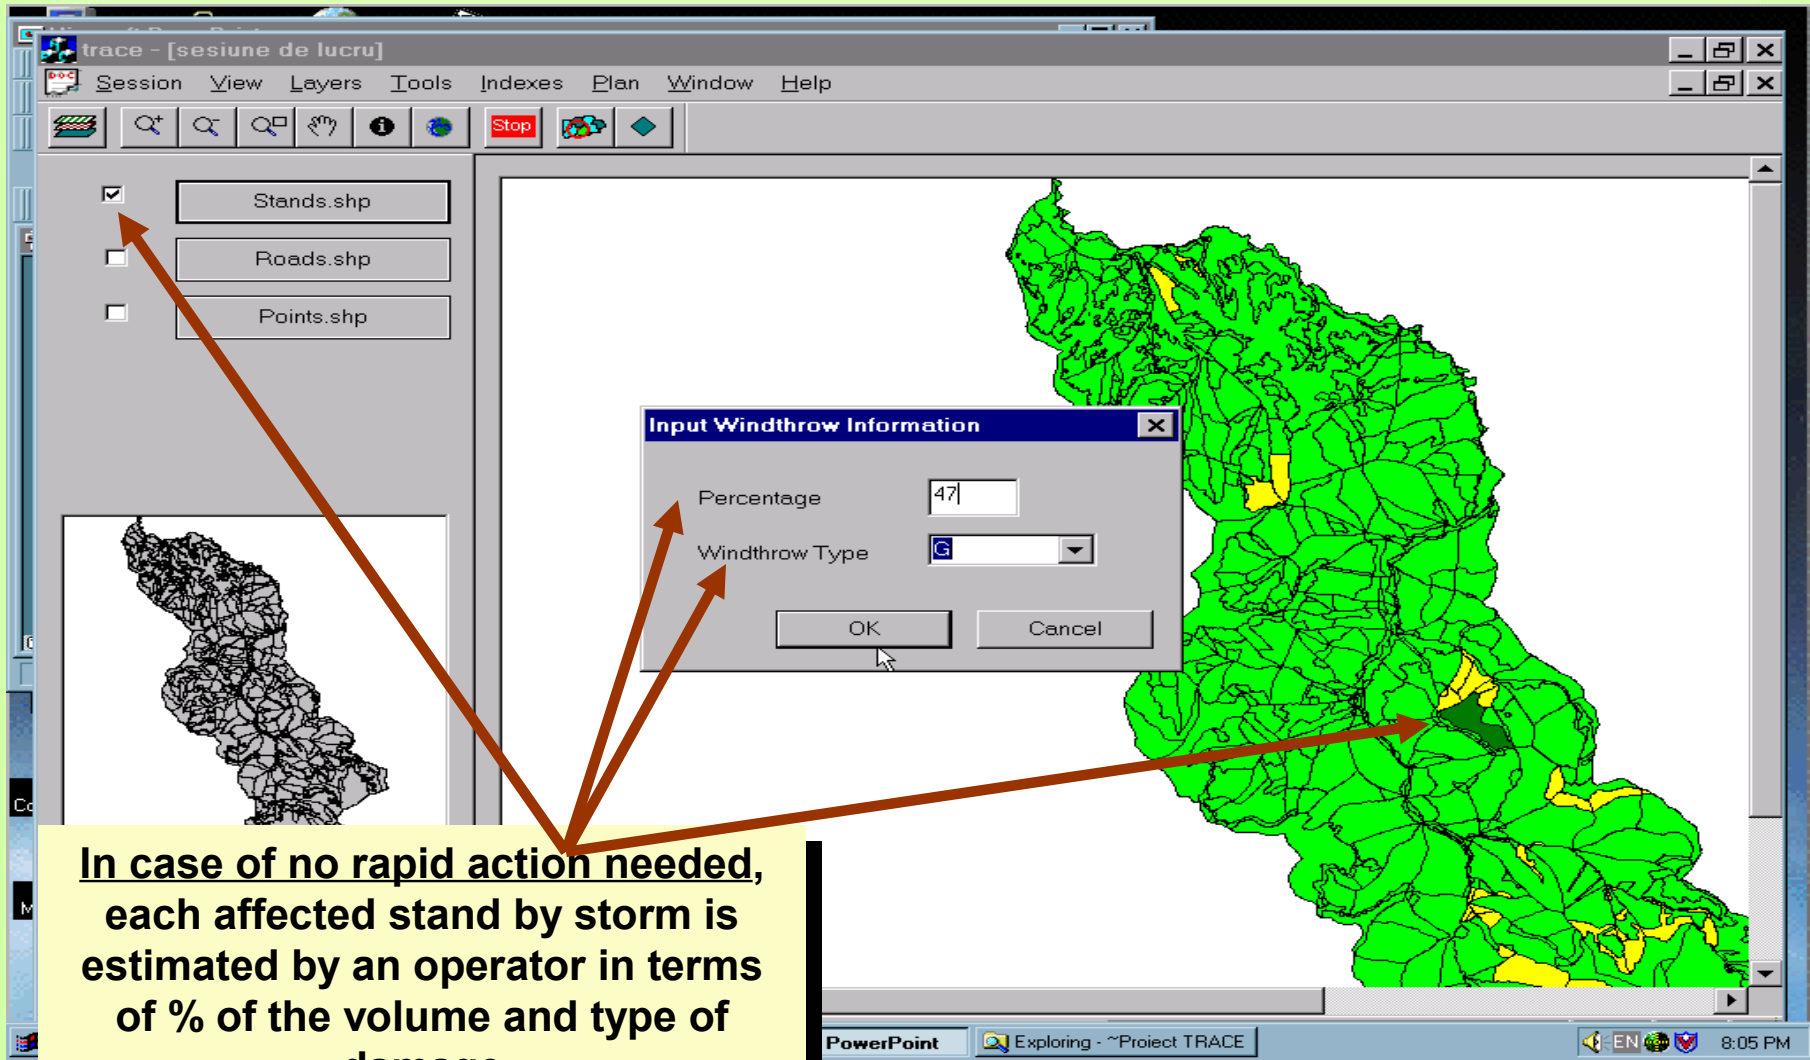 trace - [sesiune de lucru]
Session View Layers Tools Indexes Plan Window Help
Stop
Stands.shp
Roads.shp
Points.shp
Input Windthrow Information
Percentage 47
Windthrow Type G
OK Cancel
In case of no rapid action needed,
each affected stand by storm is
estimated by an operator in terms
of % of the volume and type of
damage
PowerPoint Exploring - ~Proiect TRACE EN 8:05 PM